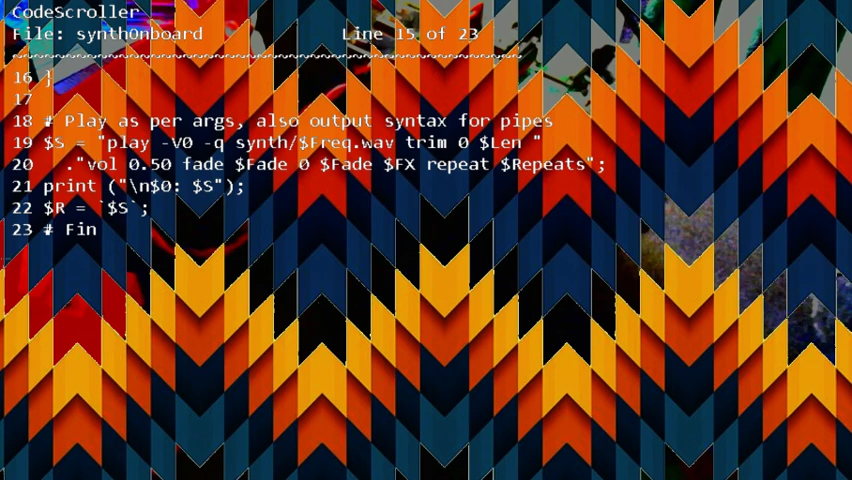 CodeScroller
File: synthOnboard Line 15 of 23
~~~~~~~~~~~~~~~~~~~~~~~~~~~~~~~~~~~~~~~~~~~~~~~~~~~~~~~~~~~~~~~~
16 }
17
18 # Play as per args, also output syntax for pipes
19 $S = "play -V0 -q synth/$Freq.wav trim 0 $Len "
20 ."vol 0.50 fade $Fade 0 $Fade $FX repeat $Repeats";
21 print ("\n$0: $S");
22 $R = `$S`;
23 # Fin